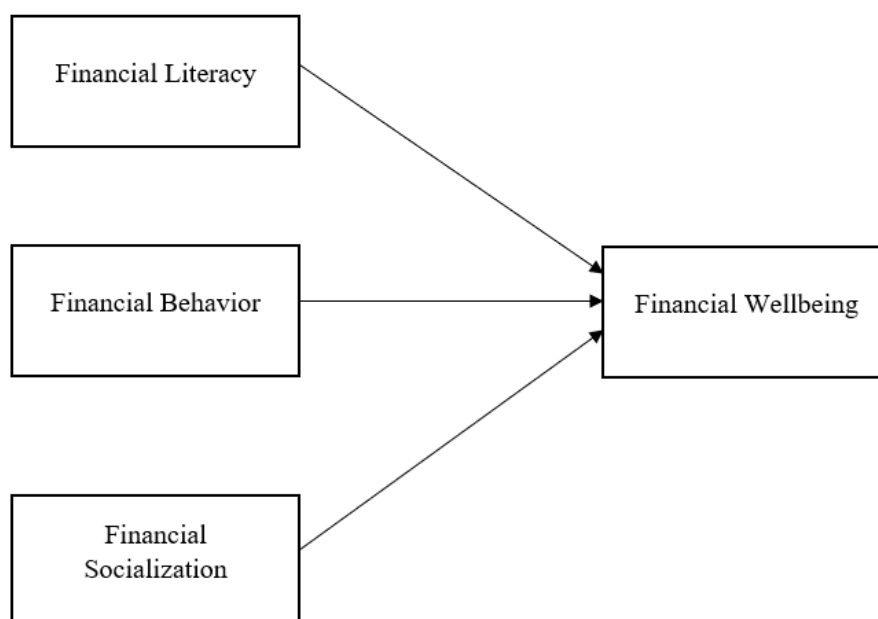 Financial Literacy
Financial Behavior
Financial Wellbeing
Financial
Socialization